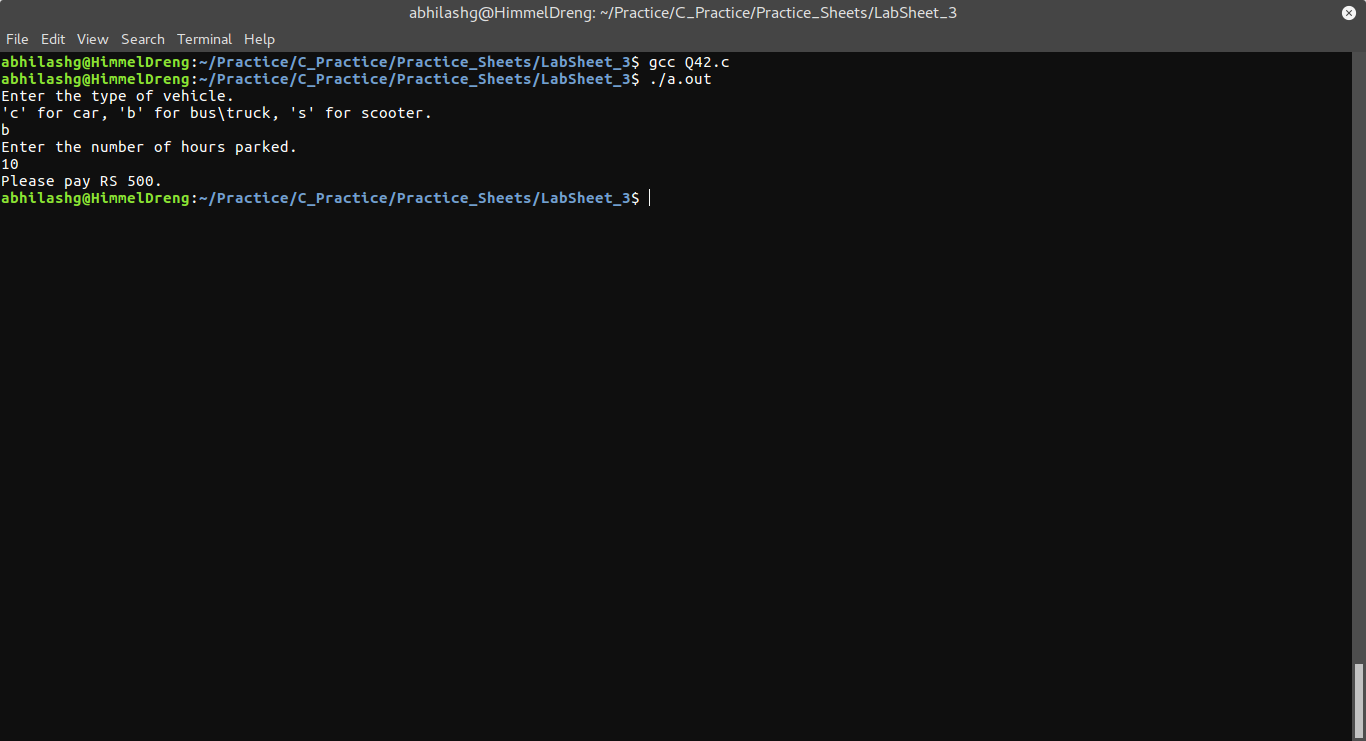 abhilashg@HimmelDreng: ~/Practice/C_Practice/Practice_Sheets/LabSheet_3
File Edit View Search Terminal Help
abhilashg@HimmelDreng:~/Practice/C_Practice/Practice_Sheets/LabSheet_3$ gcc Q42.c
abhilashg@HimmelDreng:~/Practice/C_Practice/Practice_Sheets/LabSheet_3$ ./a.out
Enter the type of vehicle.
'c' for car, 'b' for bus\truck, 's' for scooter.
b
Enter the number of hours parked.
10
Please pay RS 500.
abhilashg@HimmelDreng:~/Practice/C_Practice/Practice_Sheets/LabSheet_3$